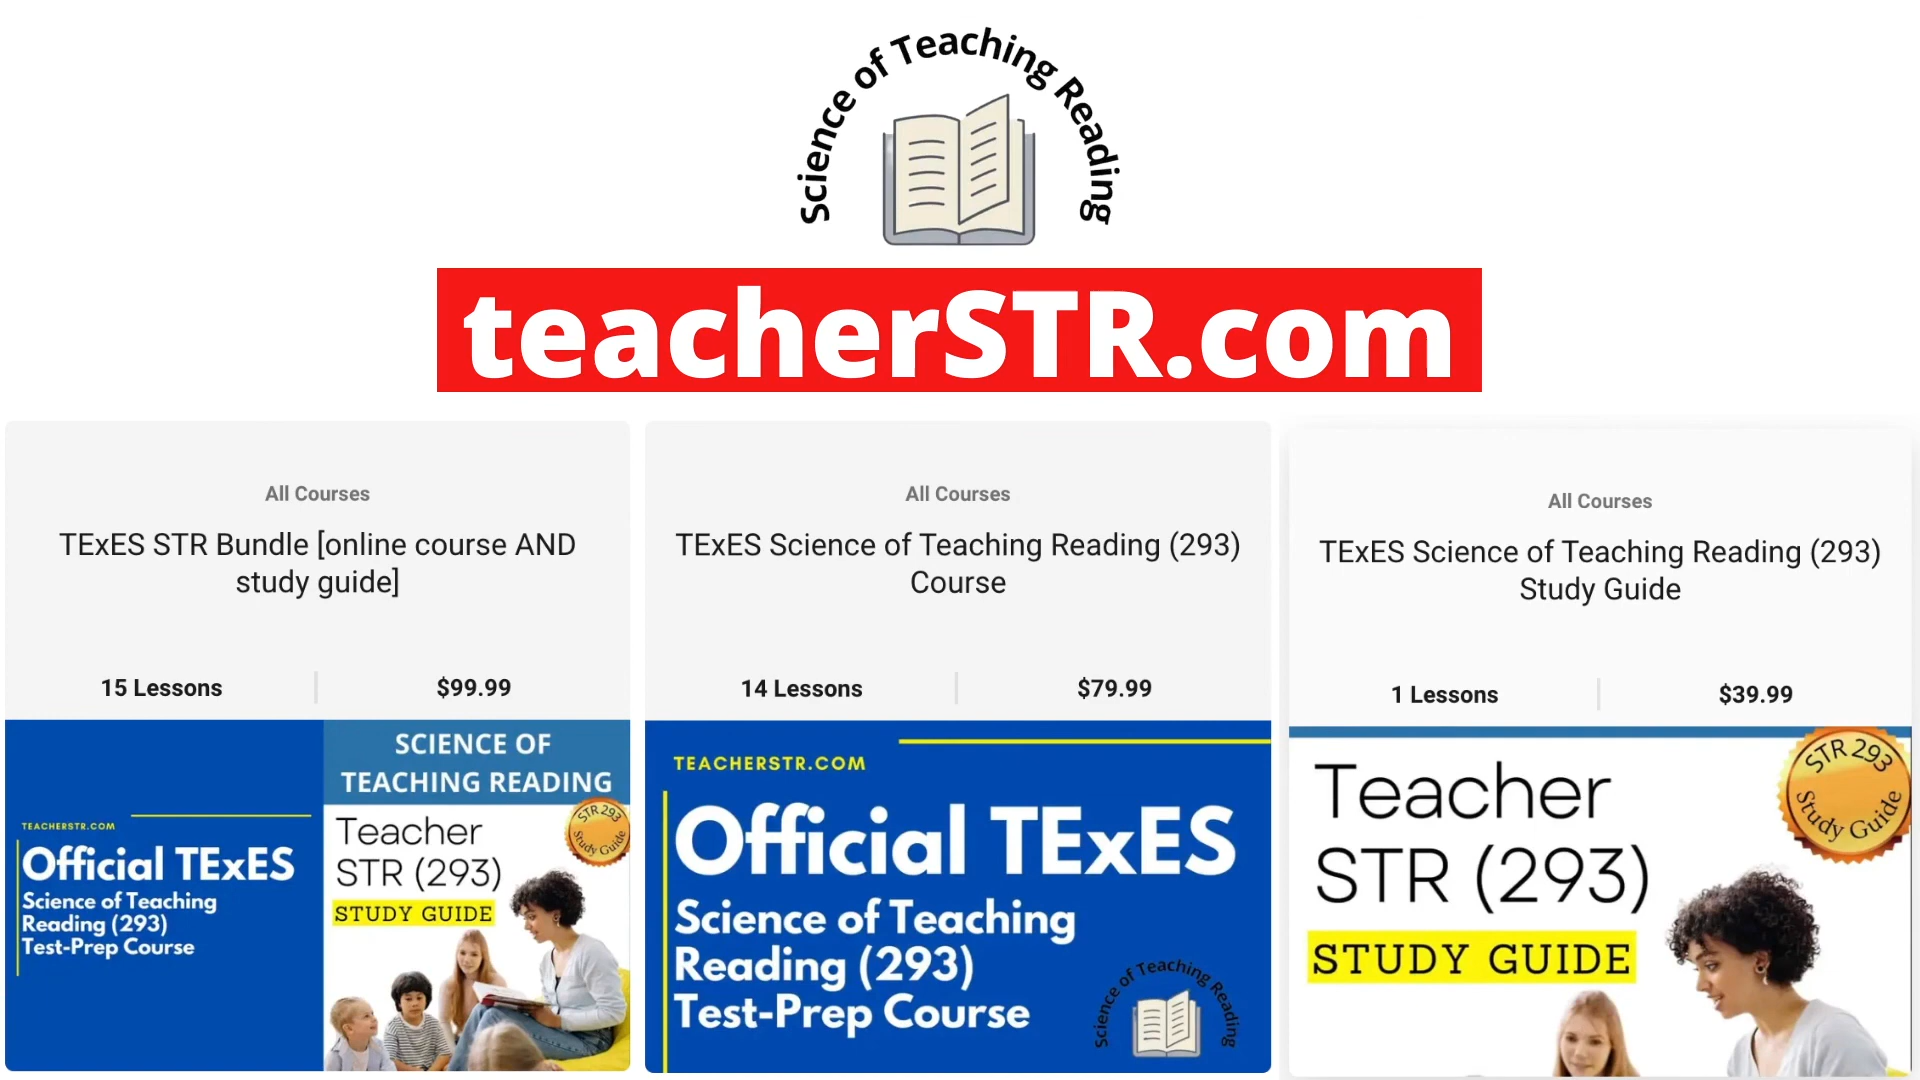 Science of Teaching Reading
teacherSTR.com
All Courses
TExES STR Bundle [online course AND
study guide]
15 Lessons
$99.99
TEACHERSTR.COM
Official TExES
Science of Teaching
Reading (293)
Test-Prep Course
SCIENCE OF
TEACHING READING
STR 293
Study Guide
Teacher
STR (293)
STUDY GUIDE
All Courses
TExES Science of Teaching Reading (293)
Course
14 Lessons
$79.99
TEACHERSTR.COM
Official TExES
Science of Teaching
Reading (293)
Test-Prep Course
Science of Teaching Reading
All Courses
TExES Science of Teaching Reading (293)
Study Guide
1 Lessons
$39.99
Teacher
STR (293)
STUDY GUIDE
STR 293
Study Guide